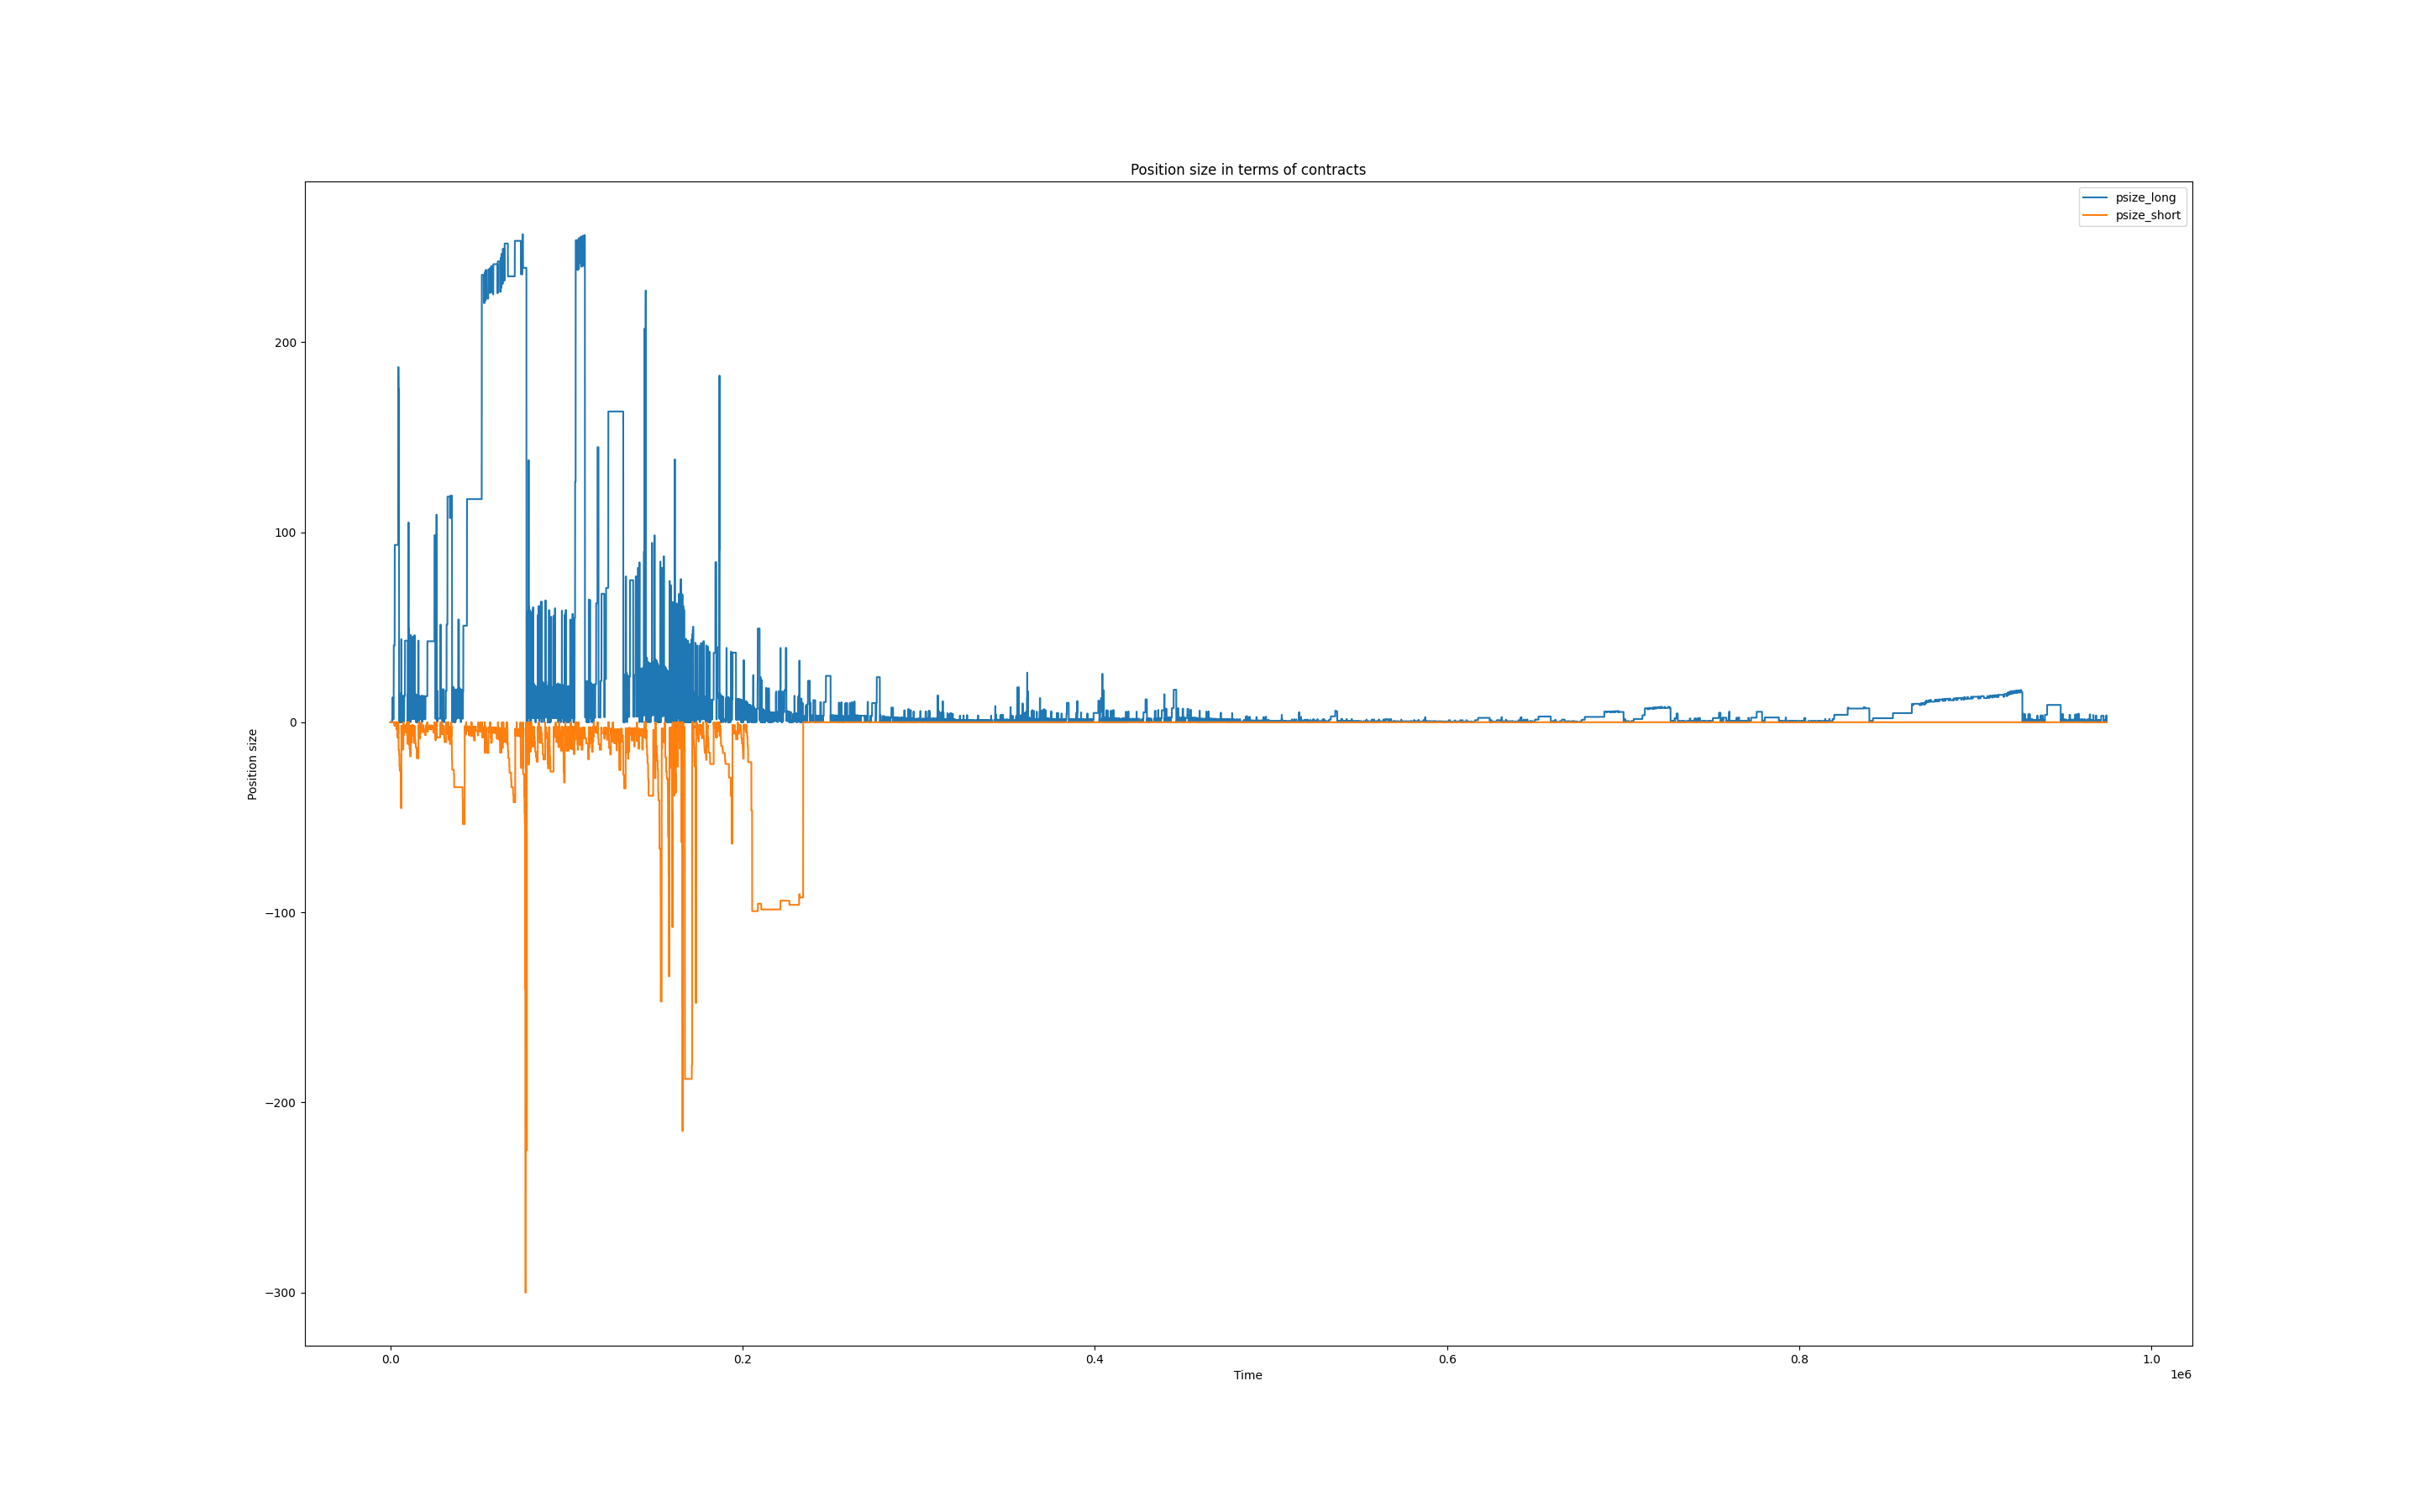 Position size in terms of contracts
psize_long
psize_short
200
100
0
−100
−200
−300
Position size
0.0
0.2
0.4
0.6
0.8
1.0
1e6
Time